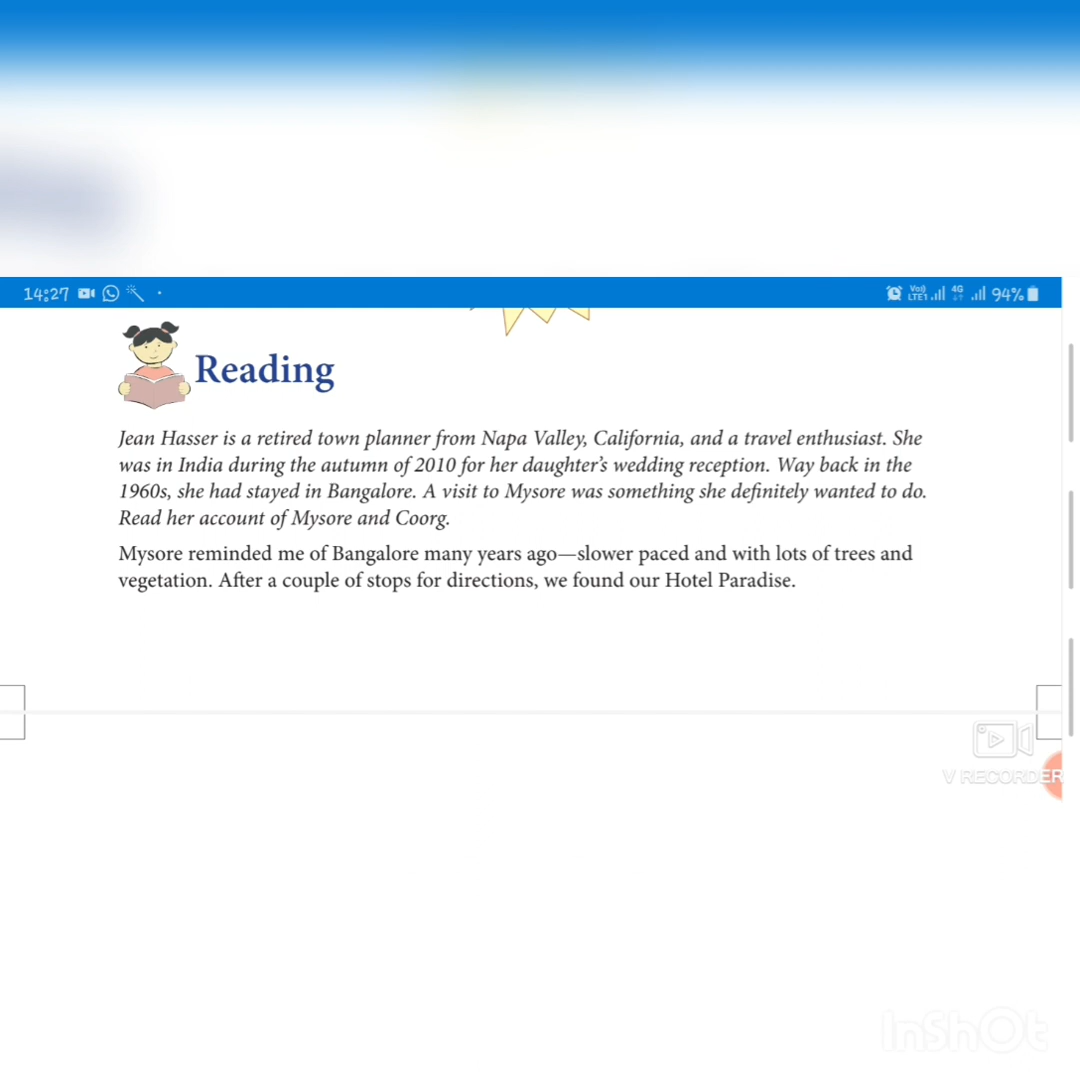 14:27
Vo) LTE1 4G 94%
Reading
Jean Hasser is a retired town planner from Napa Valley, California, and a travel enthusiast. She
was in India during the autumn of 2010 for her daughter's wedding reception. Way back in the
1960s, she had stayed in Bangalore. A visit to Mysore was something she definitely wanted to do.
Read her account of Mysore and Coorg.
Mysore reminded me of Bangalore many years ago—slower paced and with lots of trees and
vegetation. After a couple of stops for directions, we found our Hotel Paradise.
V RECORDER
InShOt